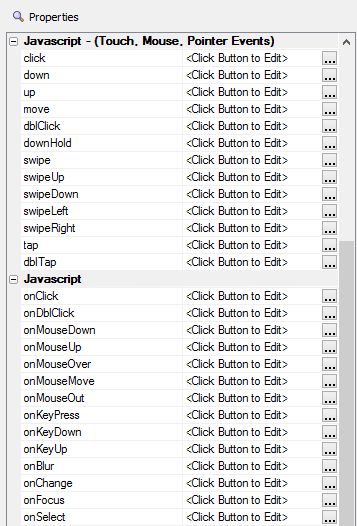 Properties
Javascript - (Touch, Mouse, Pointer Events)
click <Click Button to Edit> ...
down <Click Button to Edit> ...
up <Click Button to Edit> ...
move <Click Button to Edit> ...
dblClick <Click Button to Edit> ...
downHold <Click Button to Edit> ...
swipe <Click Button to Edit> ...
swipeUp <Click Button to Edit> ...
swipeDown <Click Button to Edit> ...
swipeLeft <Click Button to Edit> ...
swipeRight <Click Button to Edit> ...
tap <Click Button to Edit> ...
dblTap <Click Button to Edit> ...
Javascript
onClick <Click Button to Edit> ...
onDblClick <Click Button to Edit> ...
onMouseDown <Click Button to Edit> ...
onMouseUp <Click Button to Edit> ...
onMouseOver <Click Button to Edit> ...
onMouseMove <Click Button to Edit> ...
onMouseOut <Click Button to Edit> ...
onKeyPress <Click Button to Edit> ...
onKeyDown <Click Button to Edit> ...
onKeyUp <Click Button to Edit> ...
onBlur <Click Button to Edit> ...
onChange <Click Button to Edit> ...
onFocus <Click Button to Edit> ...
onSelect <Click Button to Edit> ...